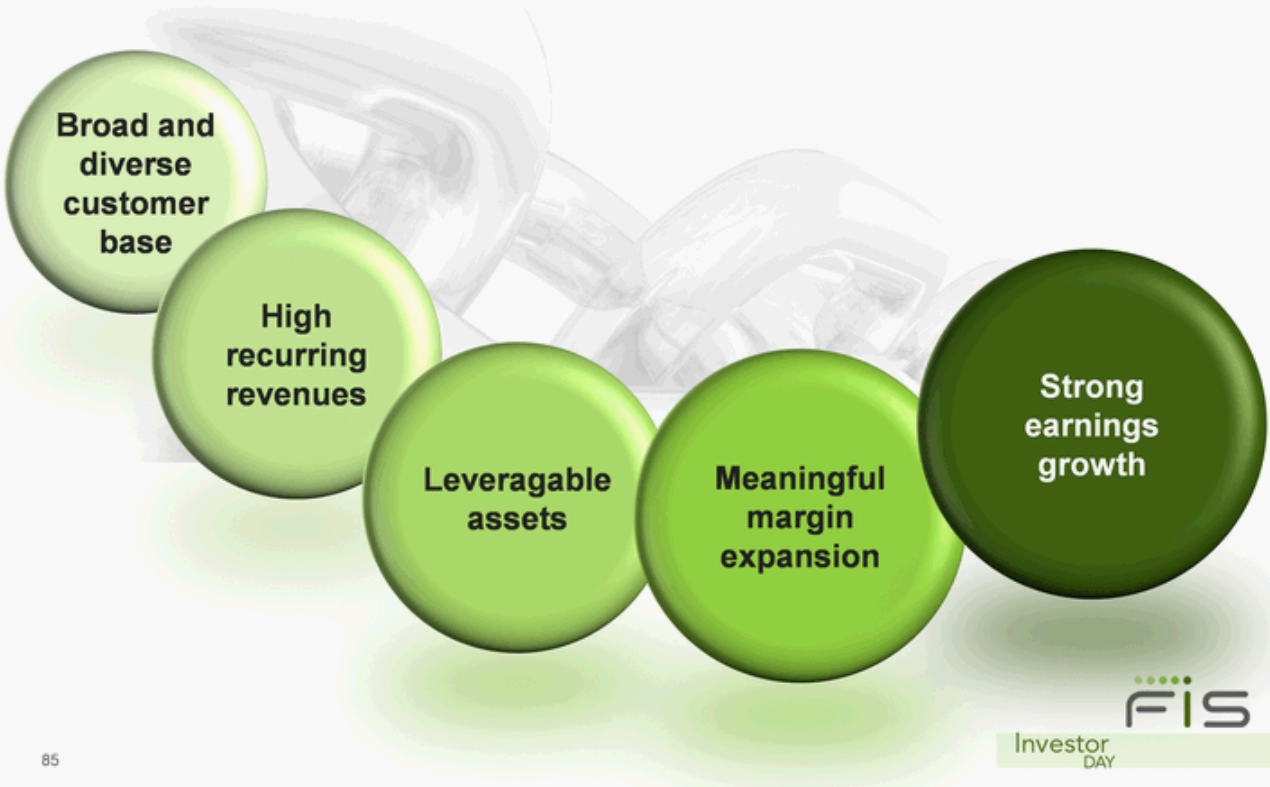 Broad and
diverse
customer
base
High
recurring
revenues
Leveragable
assets
Meaningful
margin
expansion
Strong
earnings
growth
FIS
Investor
DAY
85